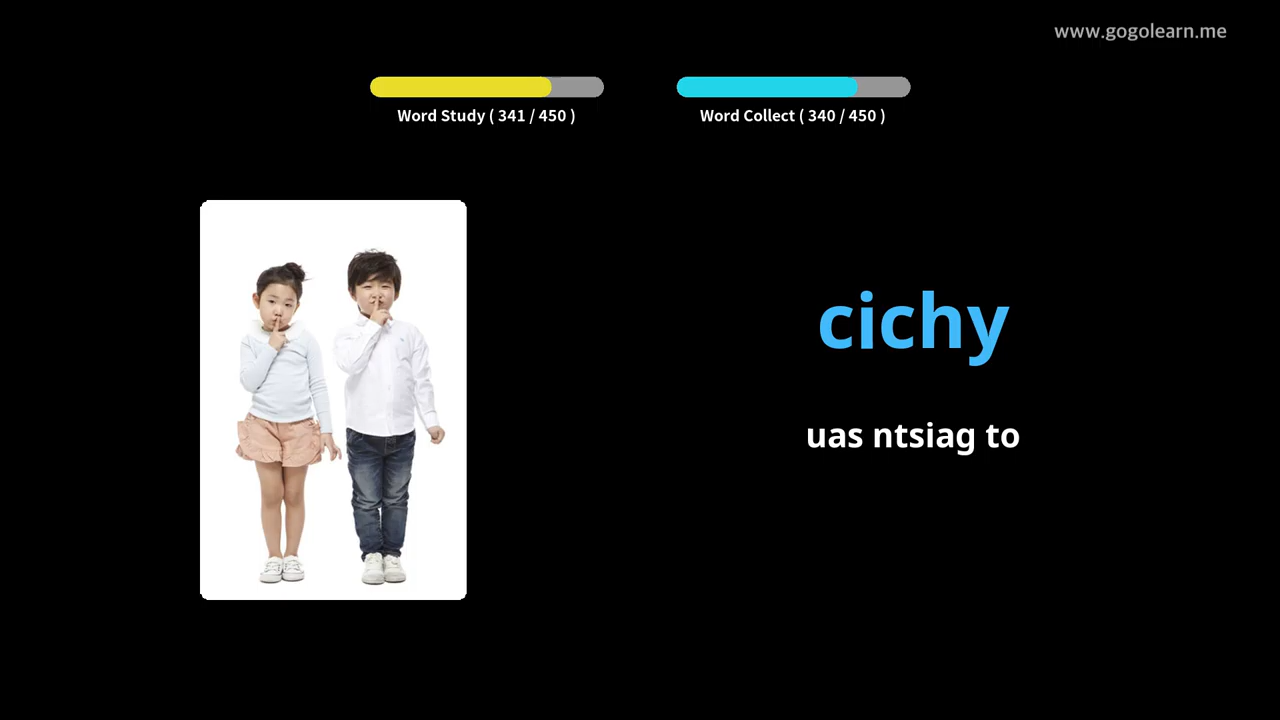 www.gogolearn.me
Word Study ( 341 / 450 )
Word Collect ( 340 / 450 )
cichy
uas ntsiag to